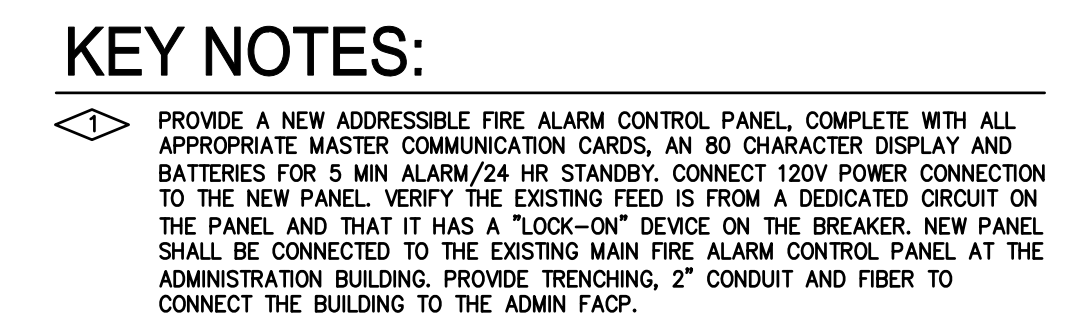 KEY NOTES:
1 PROVIDE A NEW ADDRESSIBLE FIRE ALARM CONTROL PANEL, COMPLETE WITH ALL
APPROPRIATE MASTER COMMUNICATION CARDS, AN 80 CHARACTER DISPLAY AND
BATTERIES FOR 5 MIN ALARM/24 HR STANDBY. CONNECT 120V POWER CONNECTION
TO THE NEW PANEL. VERIFY THE EXISTING FEED IS FROM A DEDICATED CIRCUIT ON
THE PANEL AND THAT IT HAS A "LOCK-ON" DEVICE ON THE BREAKER. NEW PANEL
SHALL BE CONNECTED TO THE EXISTING MAIN FIRE ALARM CONTROL PANEL AT THE
ADMINISTRATION BUILDING. PROVIDE TRENCHING, 2" CONDUIT AND FIBER TO
CONNECT THE BUILDING TO THE ADMIN FACP.